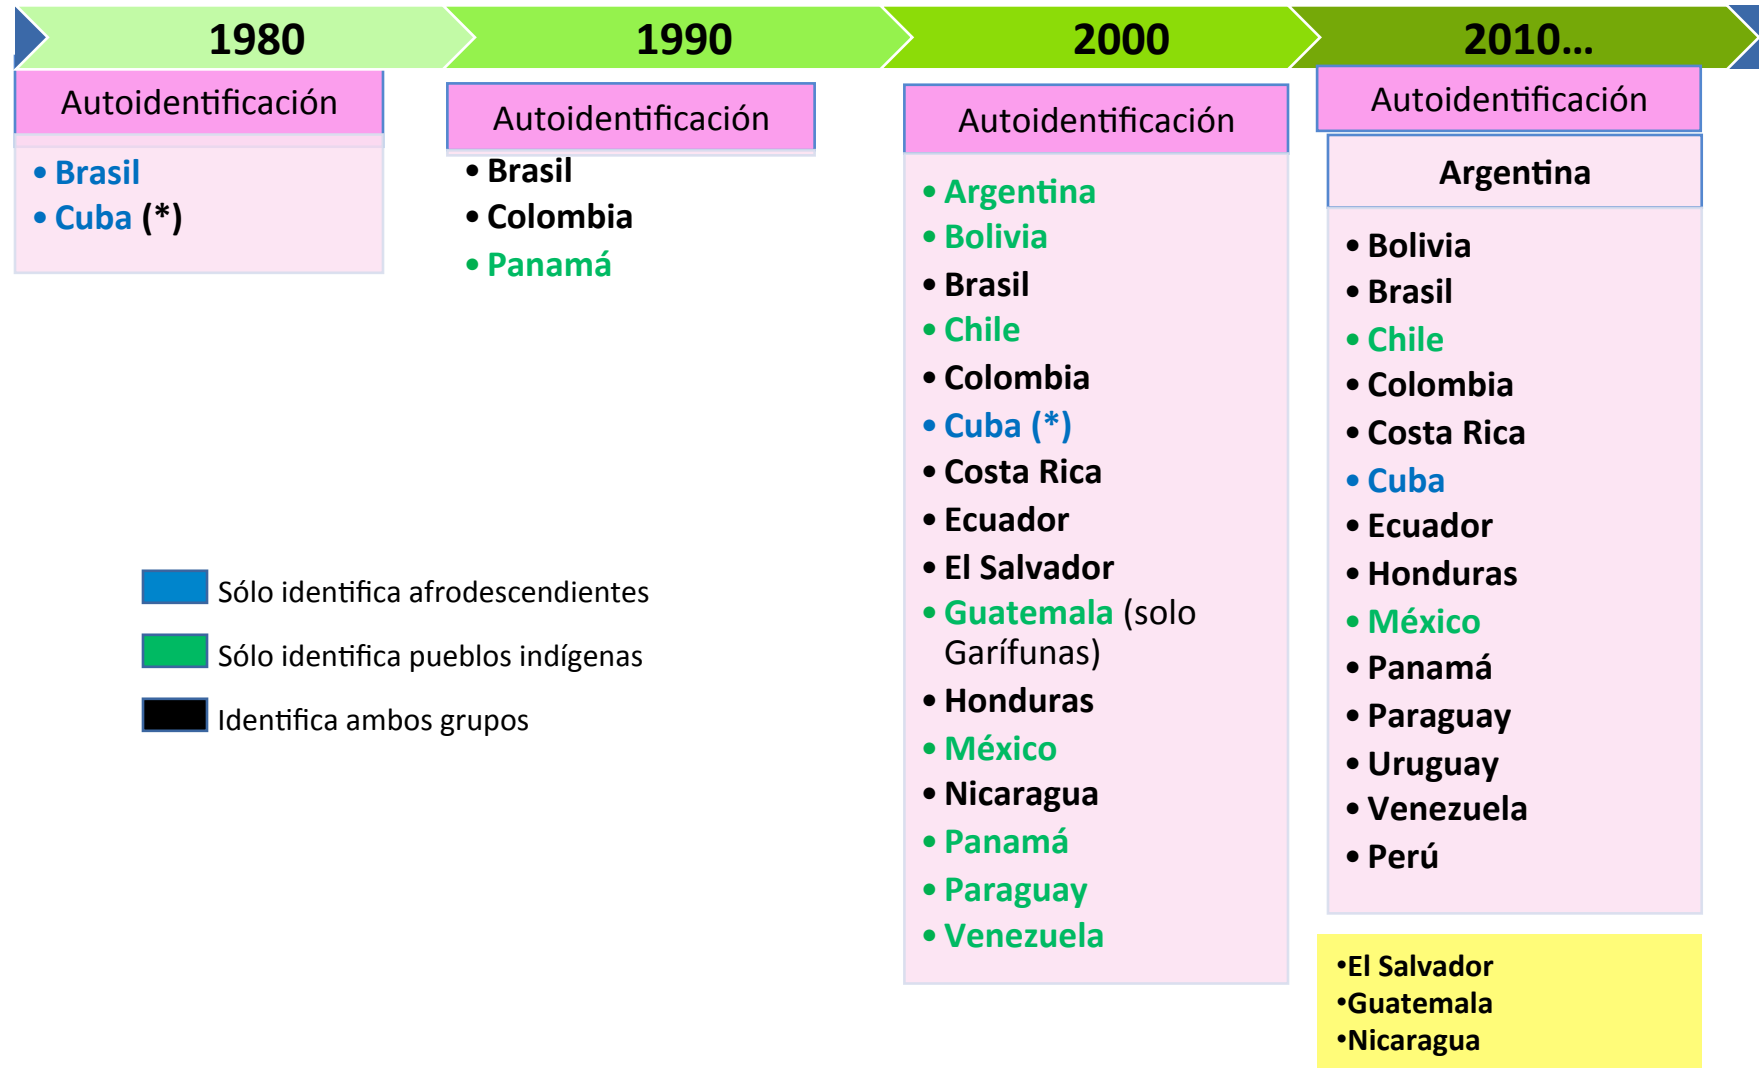 1980
1990
2000
2010...
Autoidentificación
• Brasil
• Cuba (*)
Autoidentificación
• Brasil
• Colombia
• Panamá
Autoidentificación
• Argentina
• Bolivia
• Brasil
• Chile
• Colombia
• Cuba (*)
• Costa Rica
• Ecuador
• El Salvador
• Guatemala (solo
Garífunas)
• Honduras
• México
• Nicaragua
• Panamá
• Paraguay
• Venezuela
Autoidentificación
Argentina
• Bolivia
• Brasil
• Chile
• Colombia
• Costa Rica
• Cuba
• Ecuador
• Honduras
• México
• Panamá
• Paraguay
• Uruguay
• Venezuela
• Perú
•El Salvador
•Guatemala
•Nicaragua
Sólo identifica afrodescendientes
Sólo identifica pueblos indígenas
Identifica ambos grupos